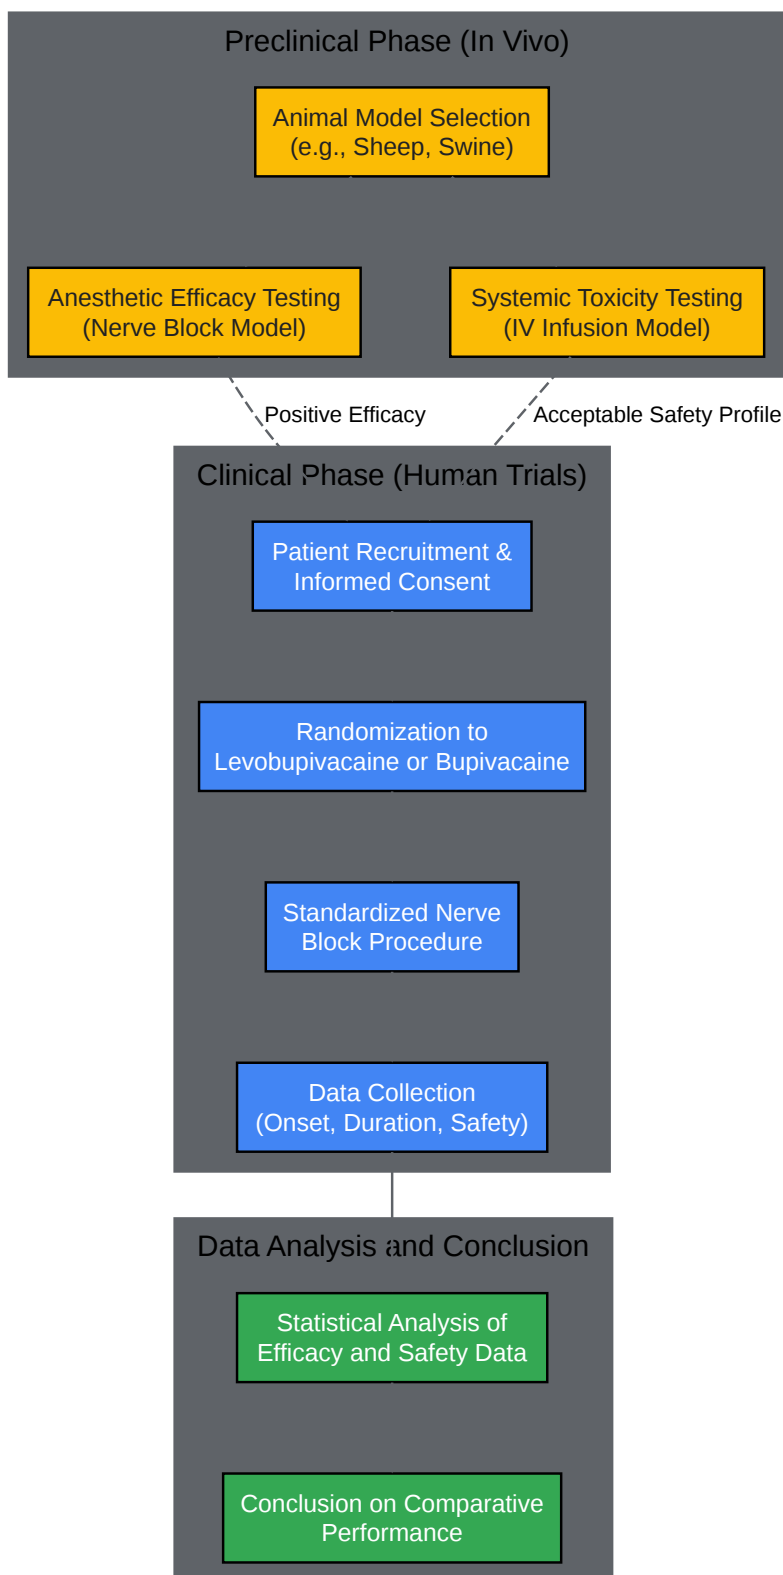 Preclinical Phase (In Vivo)
Animal Model Selection
(e.g., Sheep, Swine)
Anesthetic Efficacy Testing
(Nerve Block Model)
Systemic Toxicity Testing
(IV Infusion Model)
Positive Efficacy
Acceptable Safety Profile
Clinical Phase (Human Trials)
Patient Recruitment &
Informed Consent
Randomization to
Levobupivacaine or Bupivacaine
Standardized Nerve
Block Procedure
Data Collection
(Onset, Duration, Safety)
Data Analysis and Conclusion
Statistical Analysis of
Efficacy and Safety Data
Conclusion on Comparative
Performance